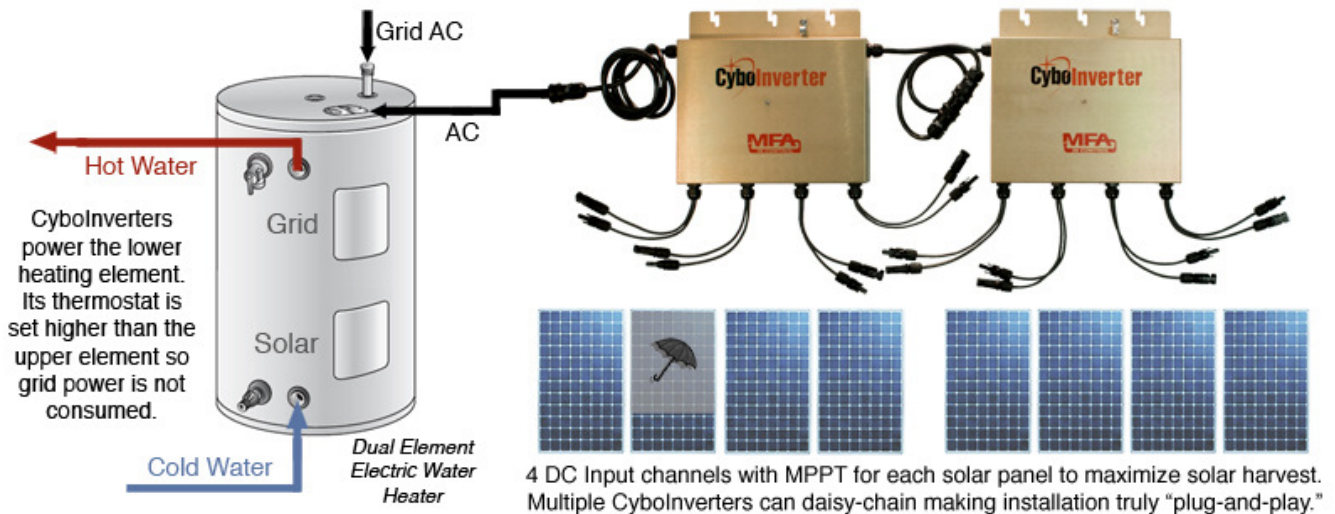 Grid AC
AC
Hot Water
CyboInverters
power the lower
heating element.
Its thermostat is
set higher than the
upper element so
grid power is not
consumed.
Grid
Solar
Cold Water
Dual Element
Electric Water
Heater
CyboInverter
MFA
CyboInverter
MFA
4 DC Input channels with MPPT for each solar panel to maximize solar harvest.
Multiple CyboInverters can daisy-chain making installation truly “plug-and-play.”